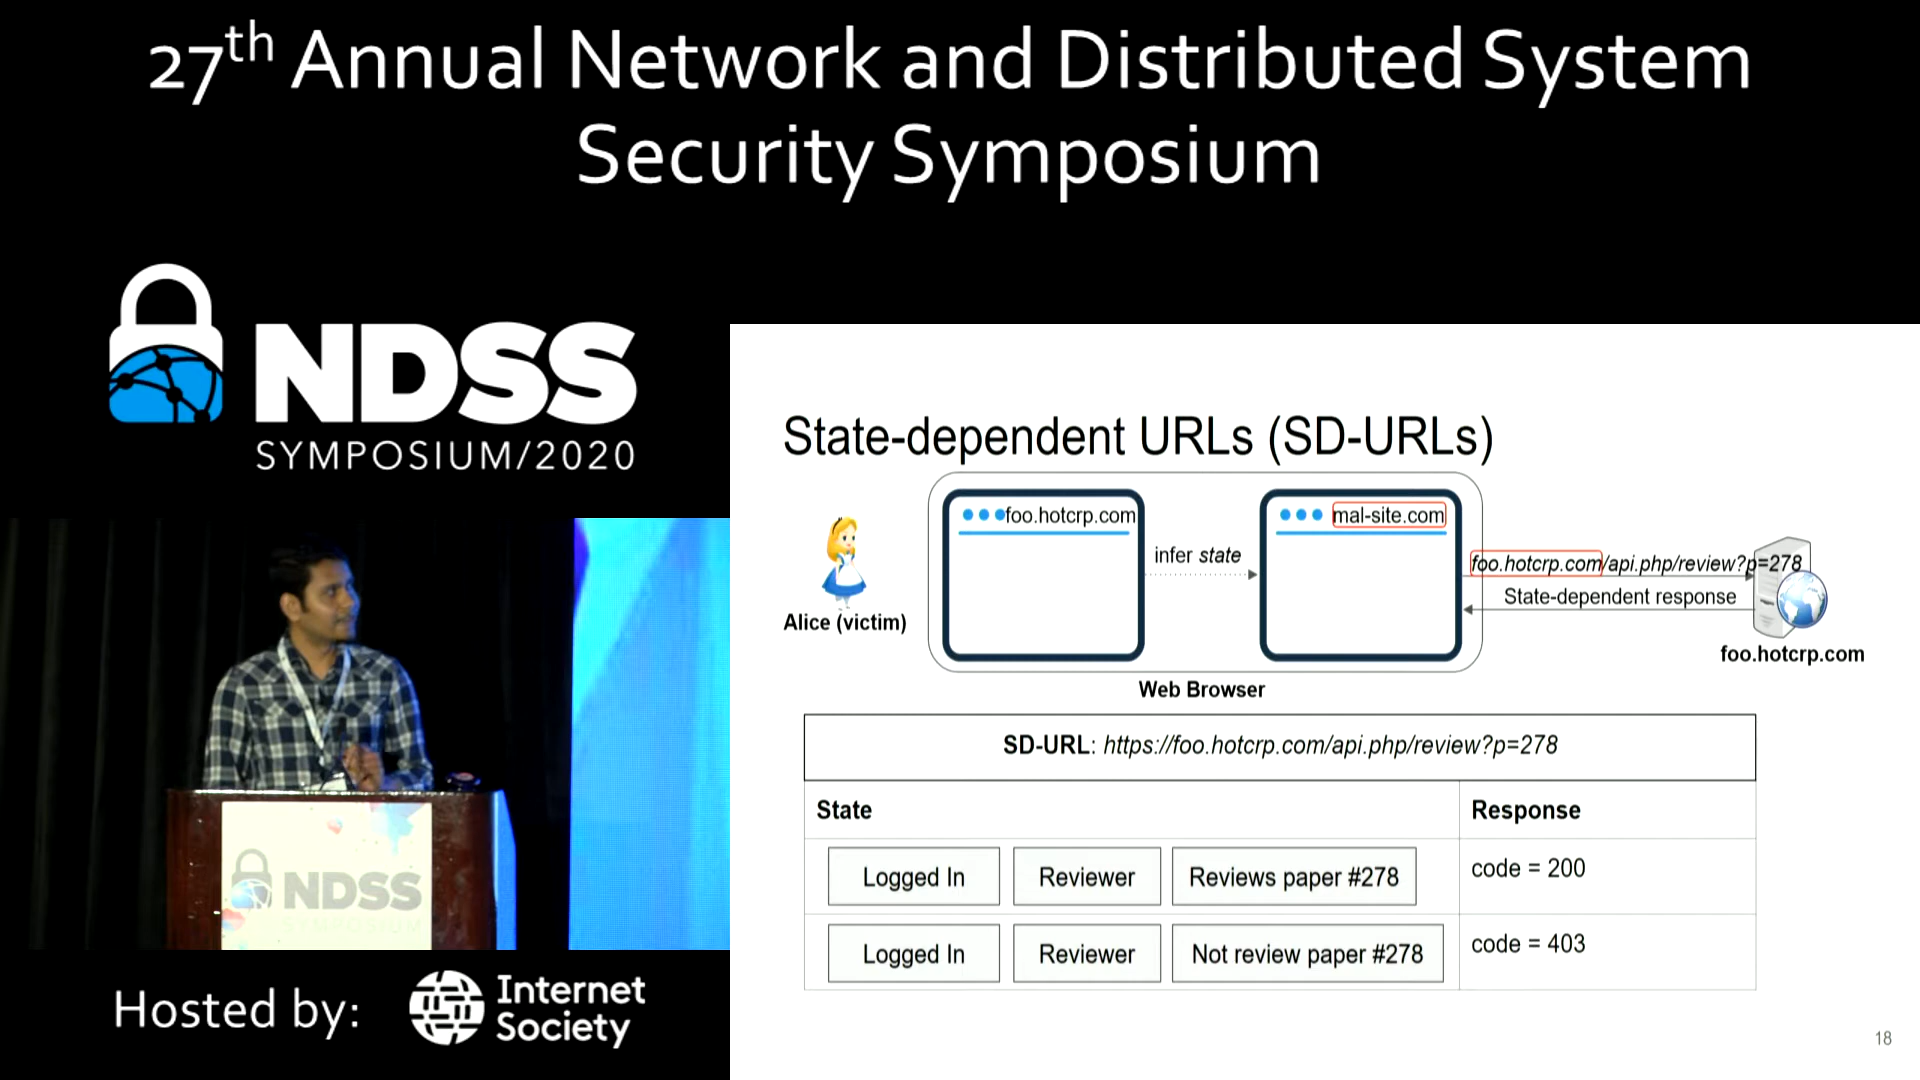 27th Annual Network and Distributed System
Security Symposium
NDSS
SYMPOSIUM/2020
State-dependent URLs (SD-URLs)
foo.hotcrp.com
mal-site.com
infer state
foo.hotcrp.com/api.php/review?p=278
State-dependent response
Alice (victim)
foo.hotcrp.com
Web Browser
SD-URL: https://foo.hotcrp.com/api.php/review?p=278
State Response
Logged In Reviewer Reviews paper #278 code = 200
Logged In Reviewer Not review paper #278 code = 403
18
NDSS
SYMPOSIUM
Hosted by:
Internet
Society